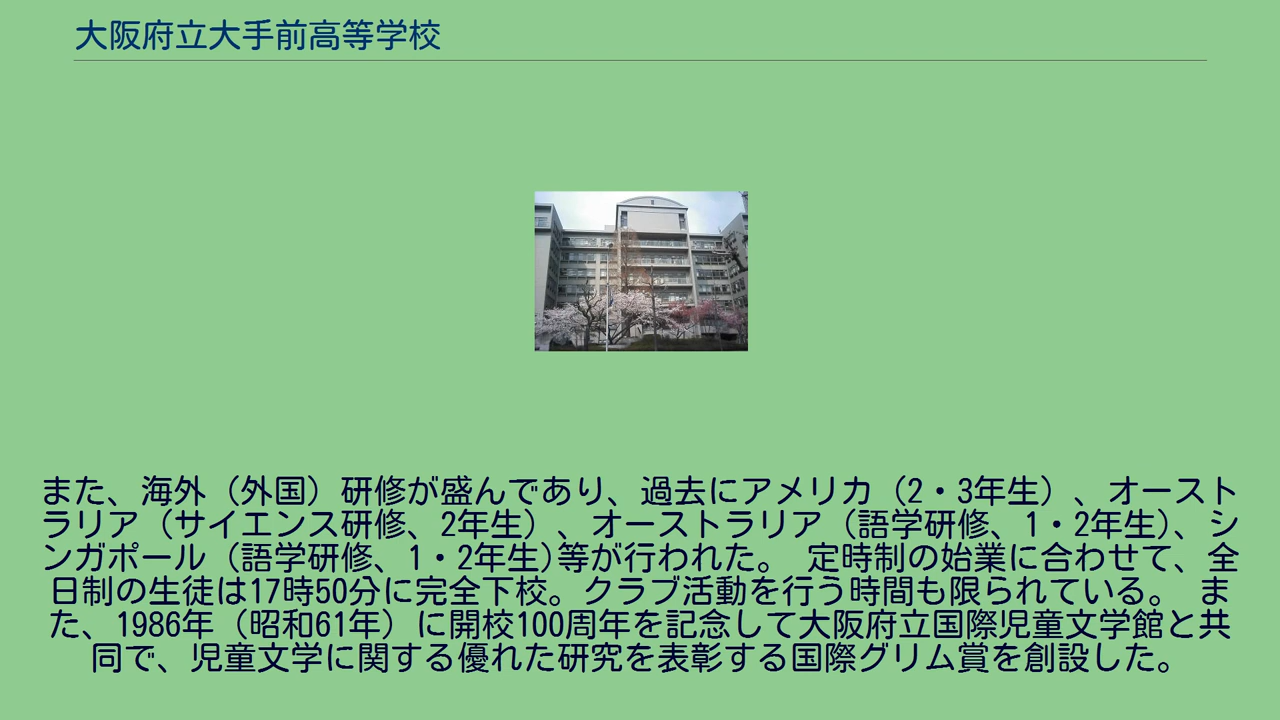 大阪府立大手前高等学校
また、海外（外国）研修が盛んであり、過去にアメリカ（2・3年生）、オースト
ラリア（サイエンス研修、2年生）、オーストラリア（語学研修、1・2年生)、シ
ンガポール（語学研修、1・2年生)等が行われた。 定時制の始業に合わせて、全
日制の生徒は17時50分に完全下校。クラブ活動を行う時間も限られている。 ま
た、1986年（昭和61年）に開校100周年を記念して大阪府立国際児童文学館と共
同で、児童文学に関する優れた研究を表彰する国際グリム賞を創設した。